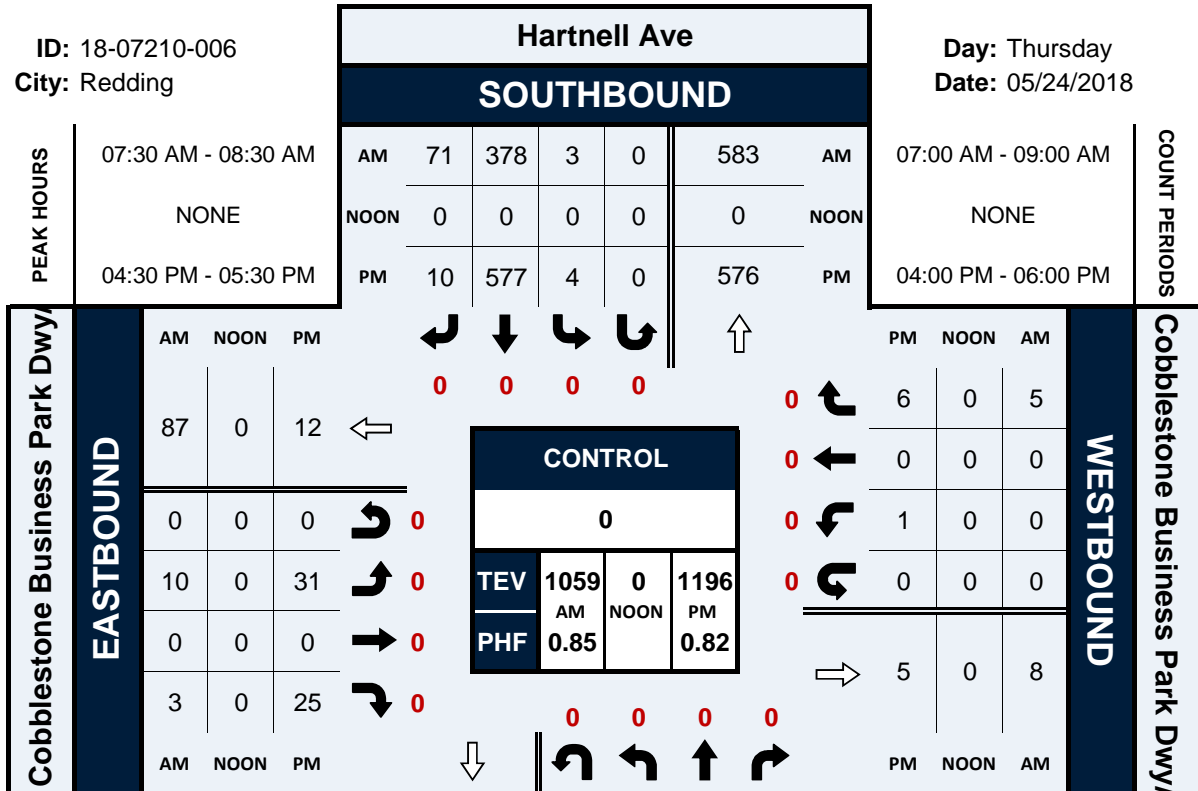 ID: 18-07210-006
City: Redding
Hartnell Ave
SOUTHBOUND
Day: Thursday
Date: 05/24/2018
PEAK HOURS
07:30 AM - 08:30 AM
NONE
04:30 PM - 05:30 PM
AM 71 378 3 0 583 AM
NOON 0 0 0 0 0 NOON
PM 10 577 4 0 576 PM
07:00 AM - 09:00 AM
NONE
04:00 PM - 06:00 PM
COUNT PERIODS
0 0 0 0
Cobblestone Business Park Dwy/
EASTBOUND
AM NOON PM
87 0 12
0 0 0 0
10 0 31 0
0 0 0 0
3 0 25 0
AM NOON PM
CONTROL
0
TEV 1059 0 1196
AM NOON PM
PHF 0.85 0.82
PM NOON AM
0 6 0 5
0 0 0 0
0 1 0 0
0 0 0 0
5 0 8
PM NOON AM
WESTBOUND
Cobblestone Business Park Dwy/
0 0 0 0